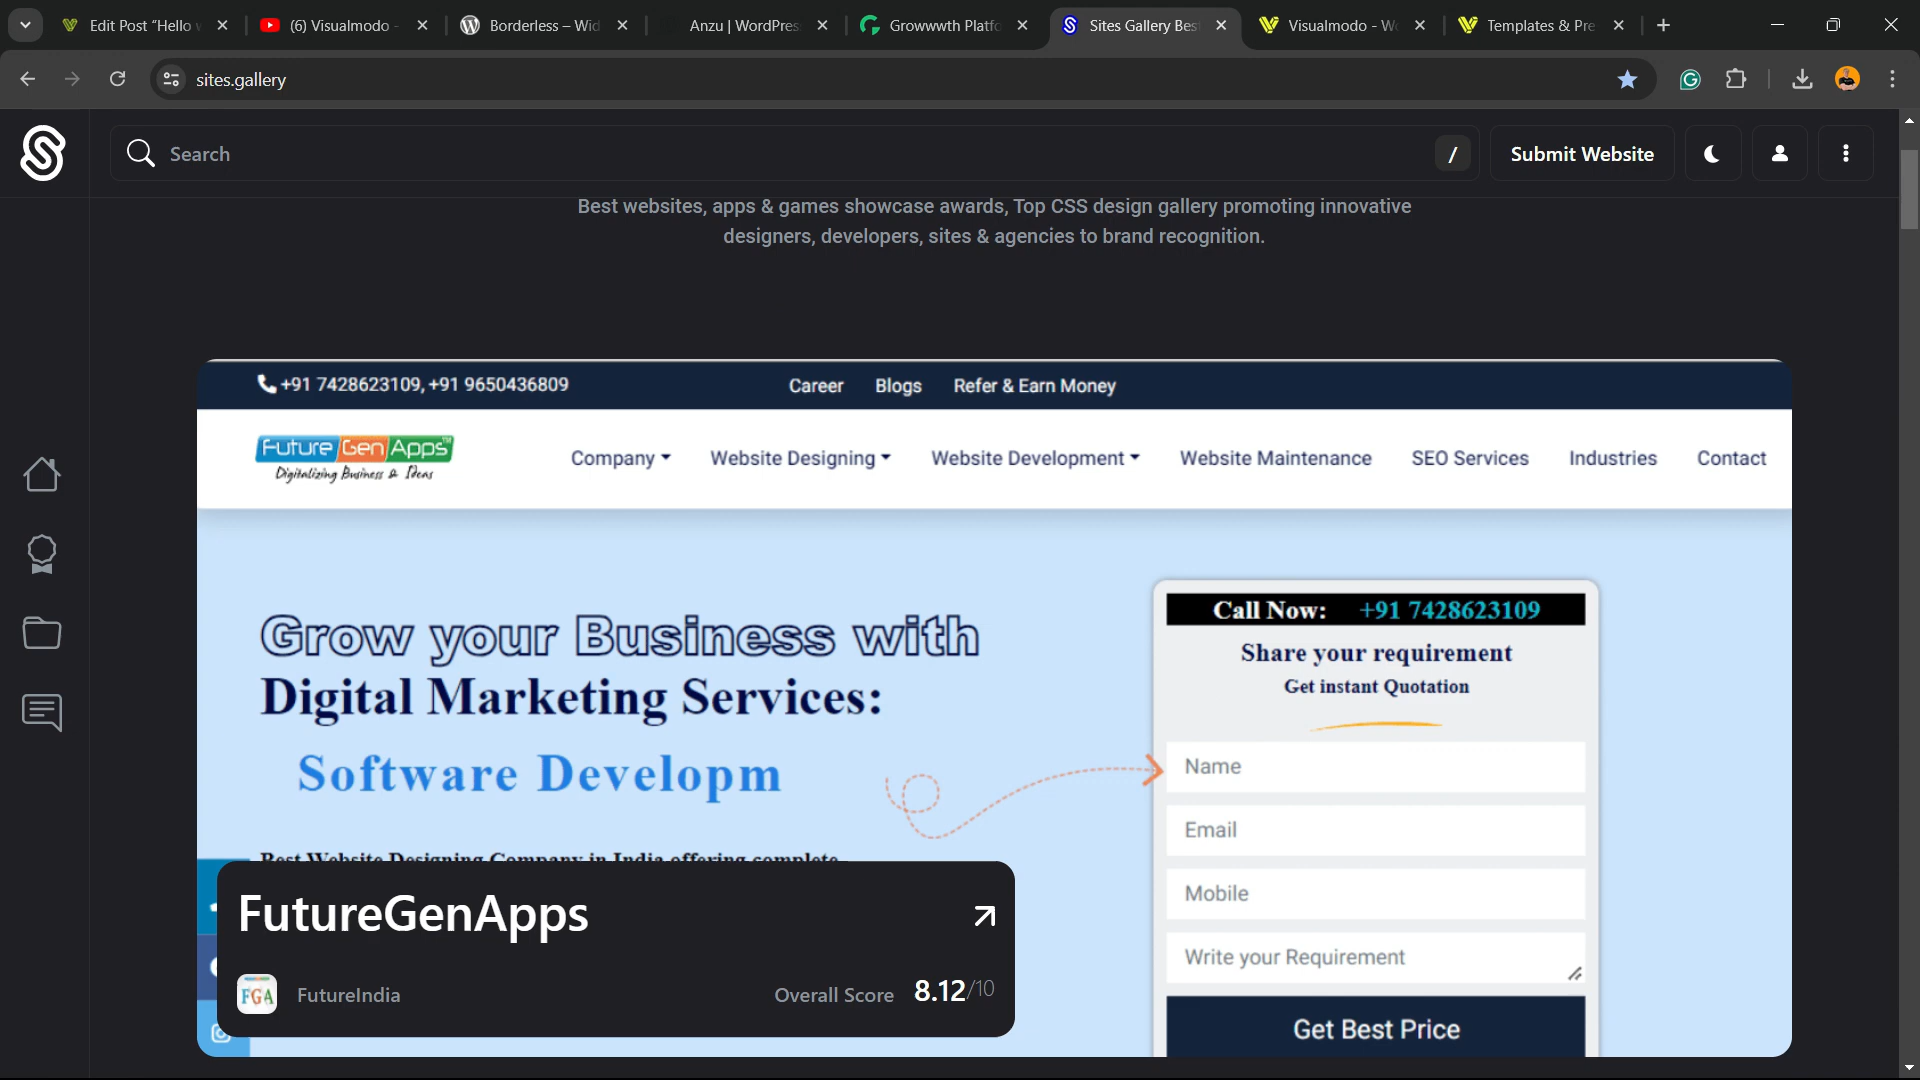 Edit Post “Hello w
(6) Visualmodo -
Borderless – Wid
Anzu | WordPres
Growwwth Platfo
Sites Gallery Bes
Visualmodo - Wo
Templates & Pre
sites.gallery
Search
/
Submit Website
Best websites, apps & games showcase awards, Top CSS design gallery promoting innovative
designers, developers, sites & agencies to brand recognition.
+91 7428623109, +91 9650436809
Career
Blogs
Refer & Earn Money
Future Gen Apps™
Digitalizing Business & Ideas
Company
Website Designing
Website Development
Website Maintenance
SEO Services
Industries
Contact
Grow your Business with
Digital Marketing Services:
Software Developm
Best Website Designing Company in India offering complete
Call Now: +91 7428623109
Share your requirement
Get instant Quotation
Name
Email
Mobile
Write your Requirement
Get Best Price
FutureGenApps
FGA
FutureIndia
Overall Score 8.12/10